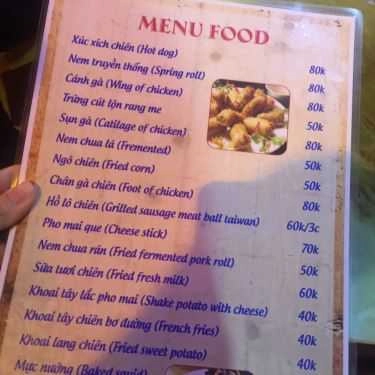 MENU FOOD
Xúc xích chiên (Hot dog) 80k
Nem truyền thống (Spring roll) 80k
Cánh gà (Wing of chicken) 80k
Trứng cút lộn rang me 50k
Sụn gà (Catilage of chicken) 80k
Nem chua lá (Fremented) 50k
Ngô chiên (Fried corn) 50k
Chân gà chiên (Foot of chicken) 80k
Hồ lô chiên (Grilled sausage meat ball taiwan) 60k/3c
Pho mai que (Cheese stick) 70k
Nem chua rán (Fried fermented pork roll) 50k
Sữa tươi chiên (Fried fresh milk) 60k
Khoai tây lắc pho mai (Shake potato with cheese) 40k
Khoai tây chiên bơ đường (French fries) 40k
Khoai lang chiên (Fried sweet potato) 40k
Mực nướng (Baked squid)